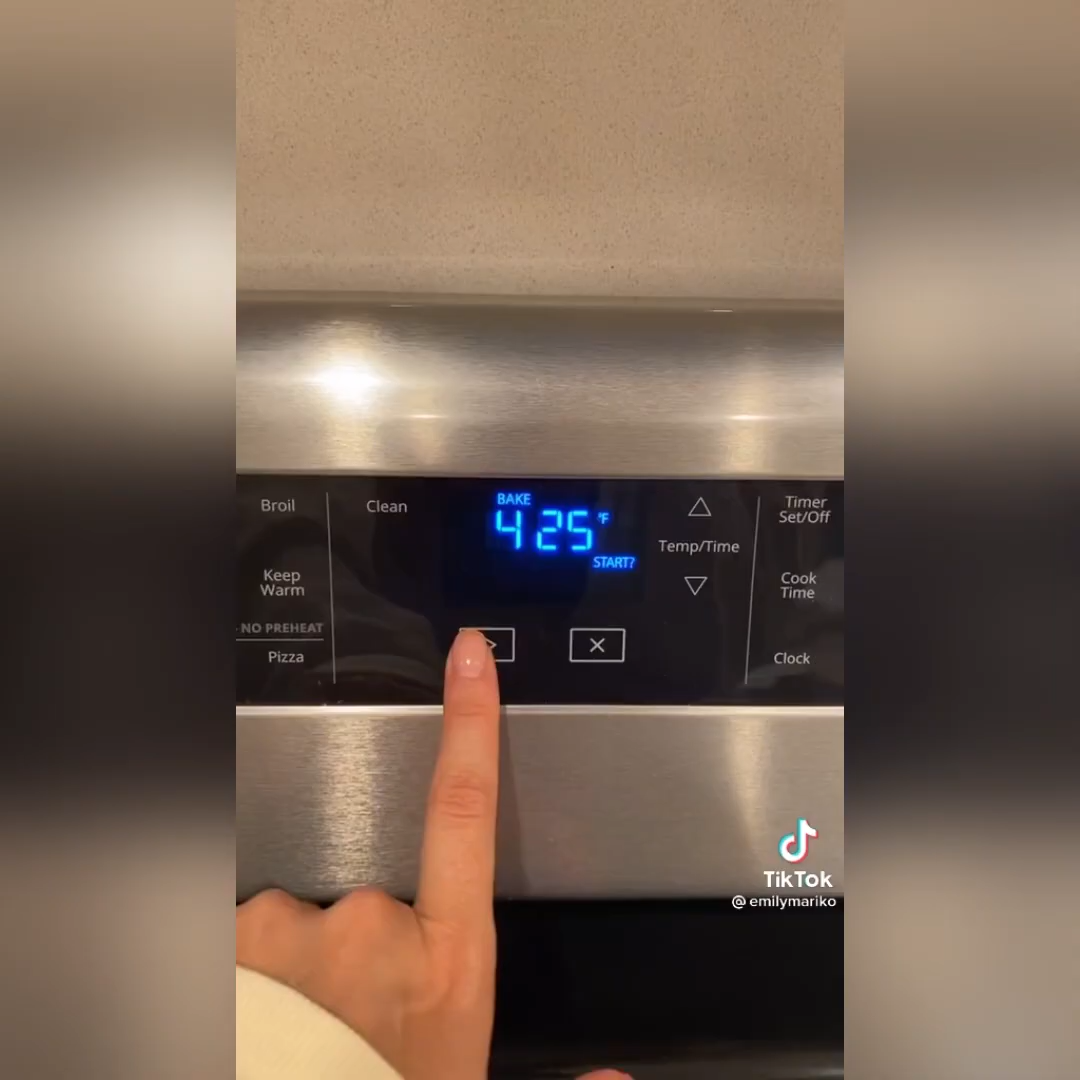 Broil
Keep
Warm
NO PREHEAT
Pizza
Clean
BAKE
425 °F
START?
Temp/Time
Timer
Set/Off
Cook
Time
Clock
TikTok
@emilymariko